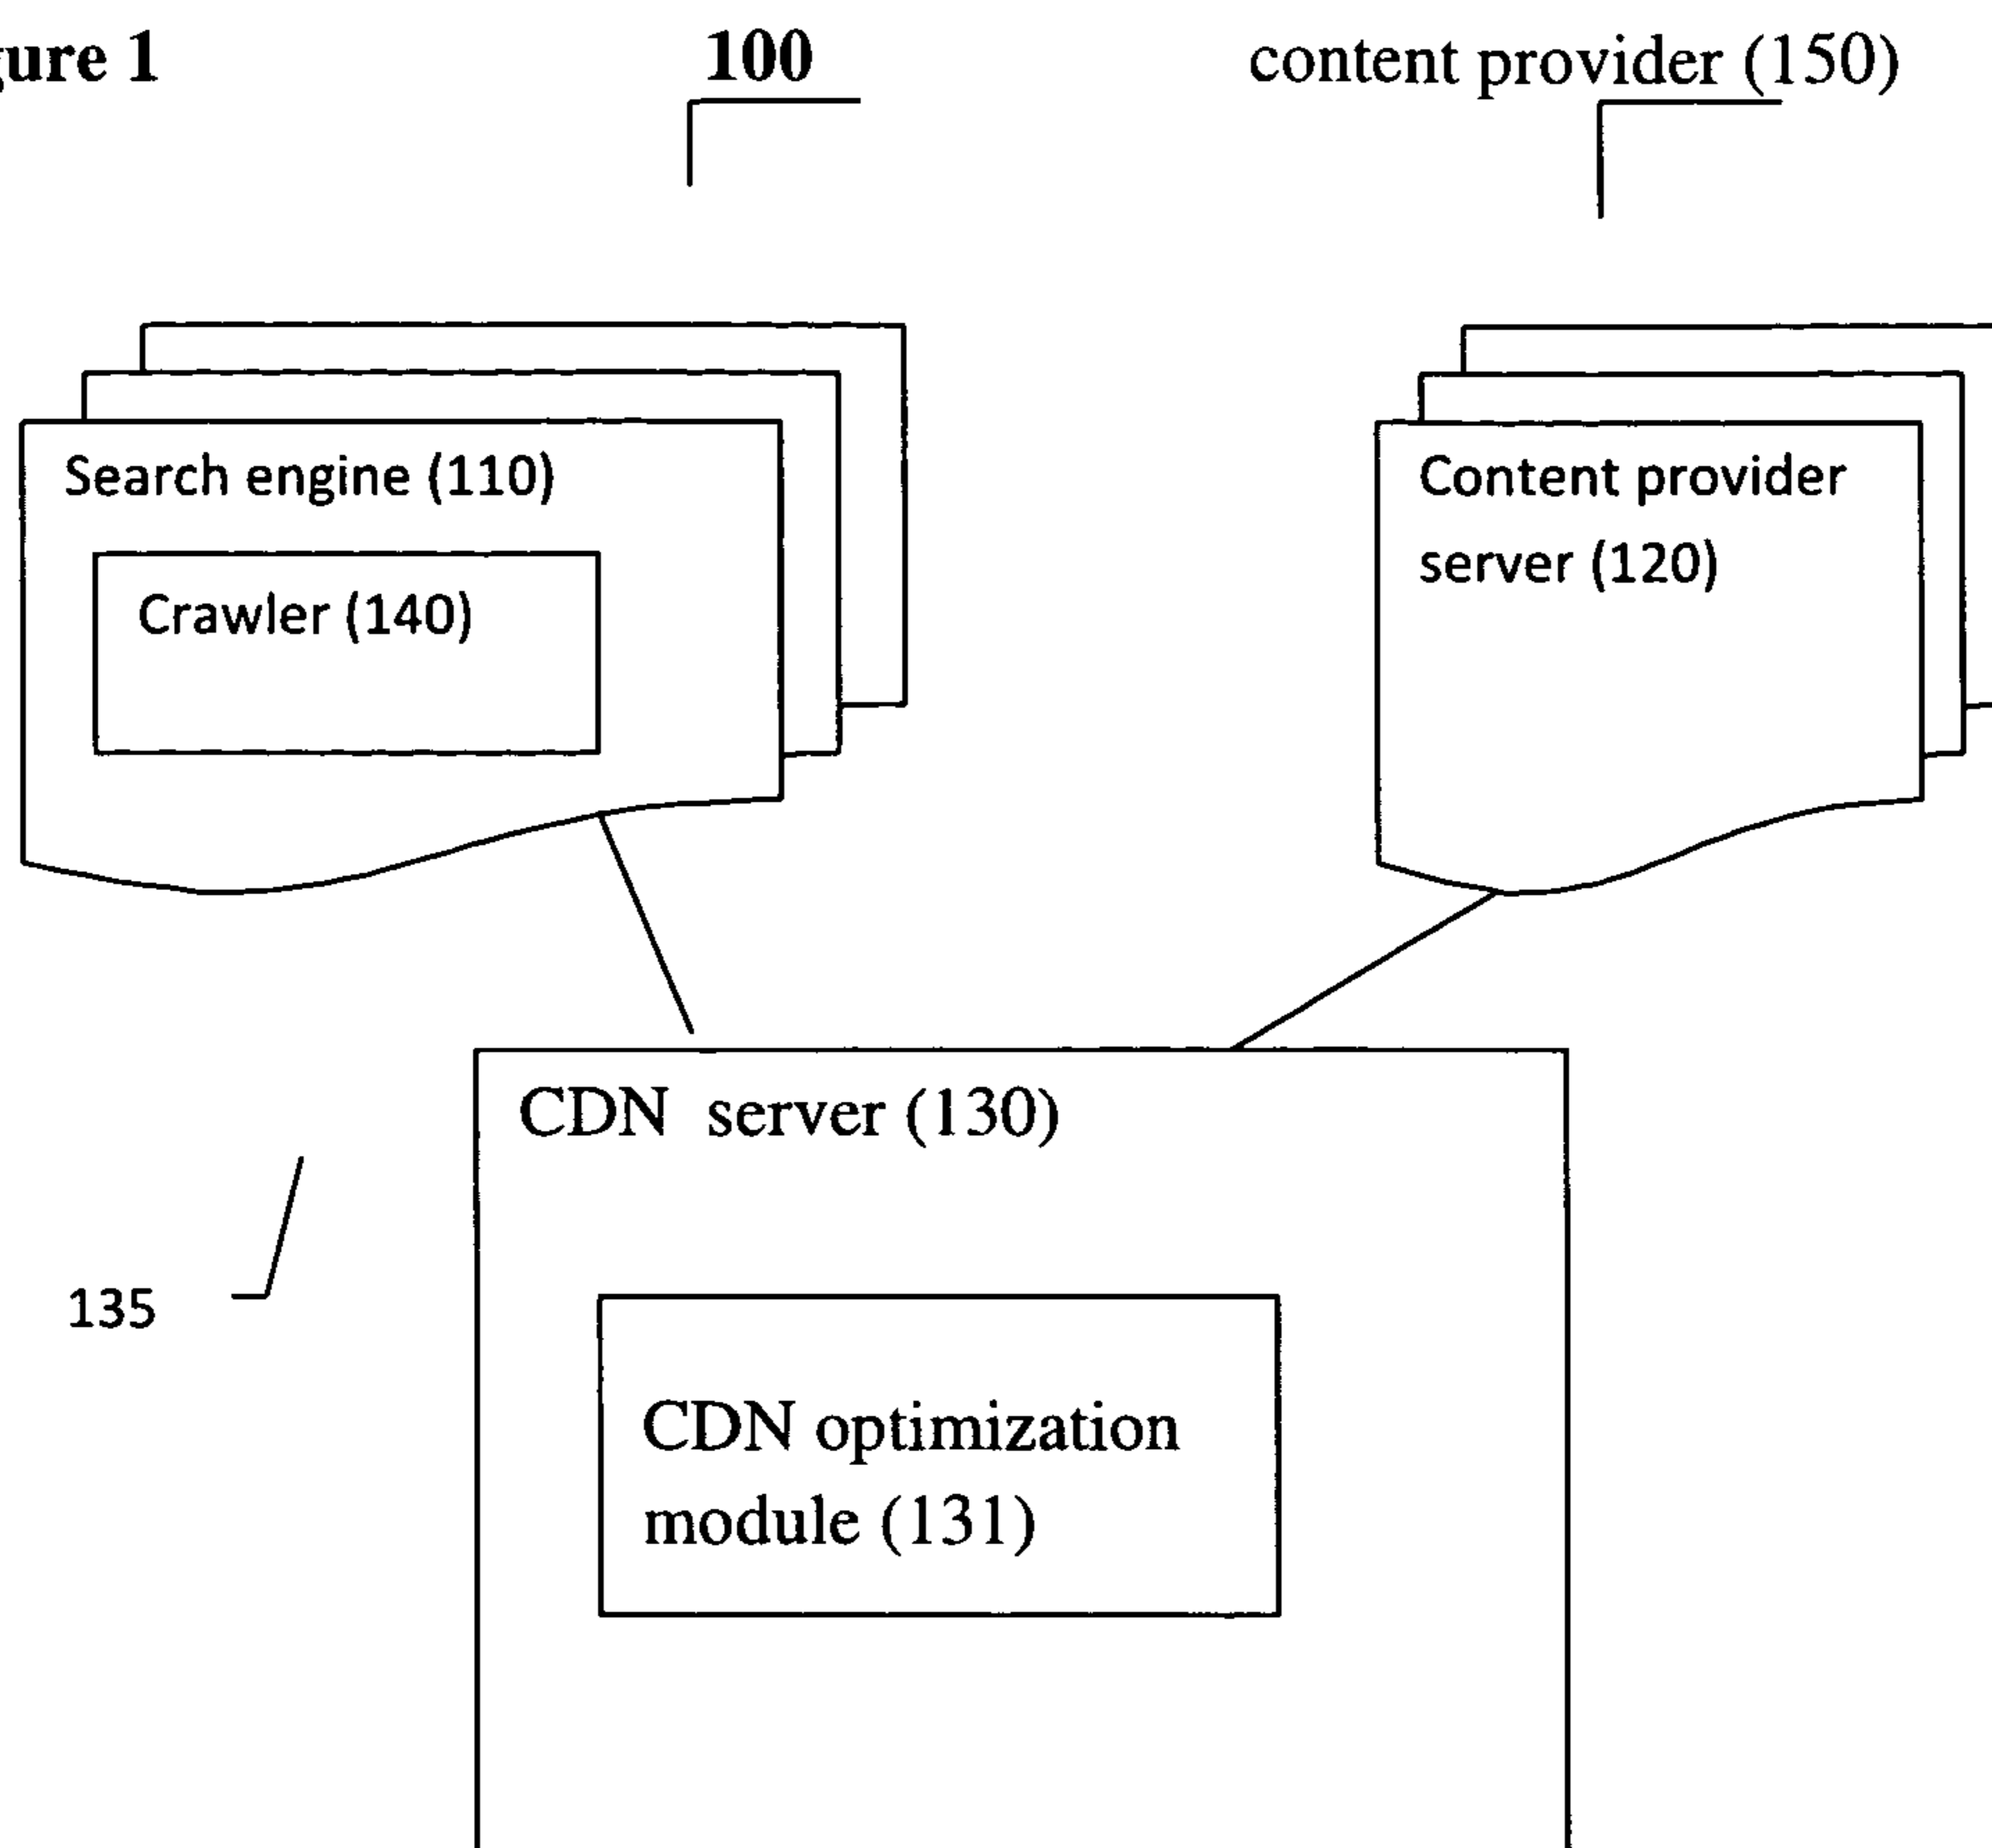 ure 1
100
content provider (150)
Search engine (110)
Crawler (140)
Content provider
server (120)
CDN server (130)
135
CDN optimization
module (131)